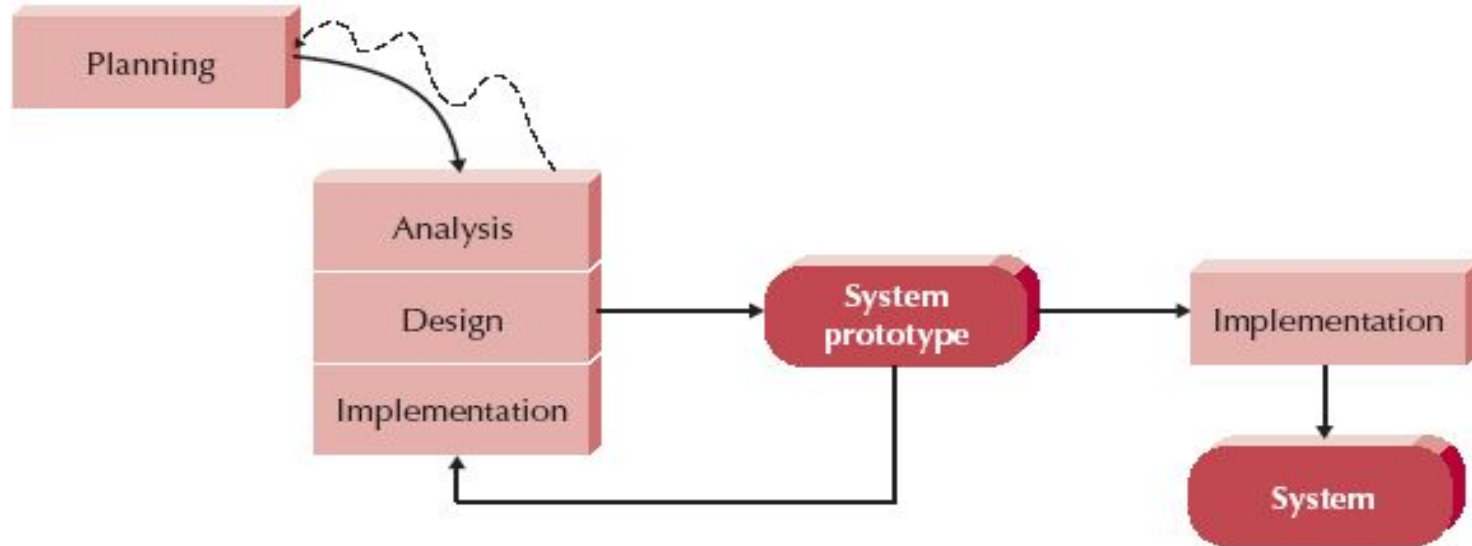 Planning
Analysis
Design
Implementation
System
prototype
Implementation
System